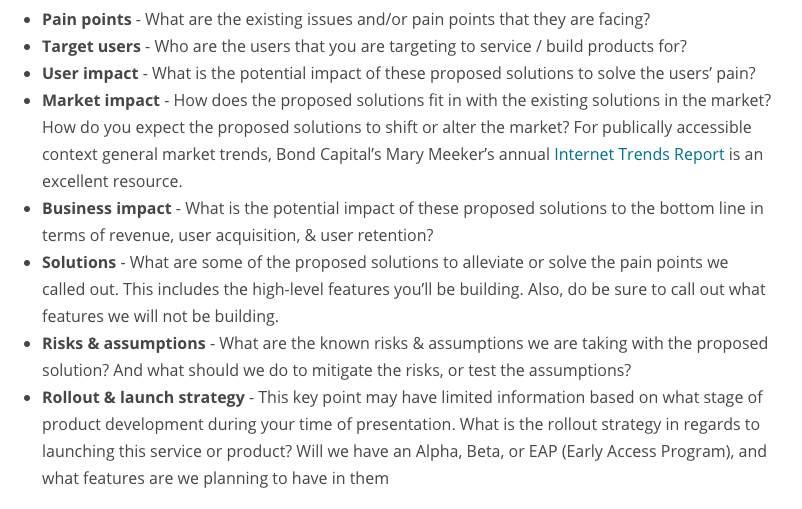 • Pain points - What are the existing issues and/or pain points that they are facing?
• Target users - Who are the users that you are targeting to service / build products for?
• User impact - What is the potential impact of these proposed solutions to solve the users’ pain?
• Market impact - How does the proposed solutions fit in with the existing solutions in the market?
How do you expect the proposed solutions to shift or alter the market? For publically accessible
context general market trends, Bond Capital’s Mary Meeker’s annual Internet Trends Report is an
excellent resource.
• Business impact - What is the potential impact of these proposed solutions to the bottom line in
terms of revenue, user acquisition, & user retention?
• Solutions - What are some of the proposed solutions to alleviate or solve the pain points we
called out. This includes the high-level features you’ll be building. Also, do be sure to call out what
features we will not be building.
• Risks & assumptions - What are the known risks & assumptions we are taking with the proposed
solution? And what should we do to mitigate the risks, or test the assumptions?
• Rollout & launch strategy - This key point may have limited information based on what stage of
product development during your time of presentation. What is the rollout strategy in regards to
launching this service or product? Will we have an Alpha, Beta, or EAP (Early Access Program), and
what features are we planning to have in them